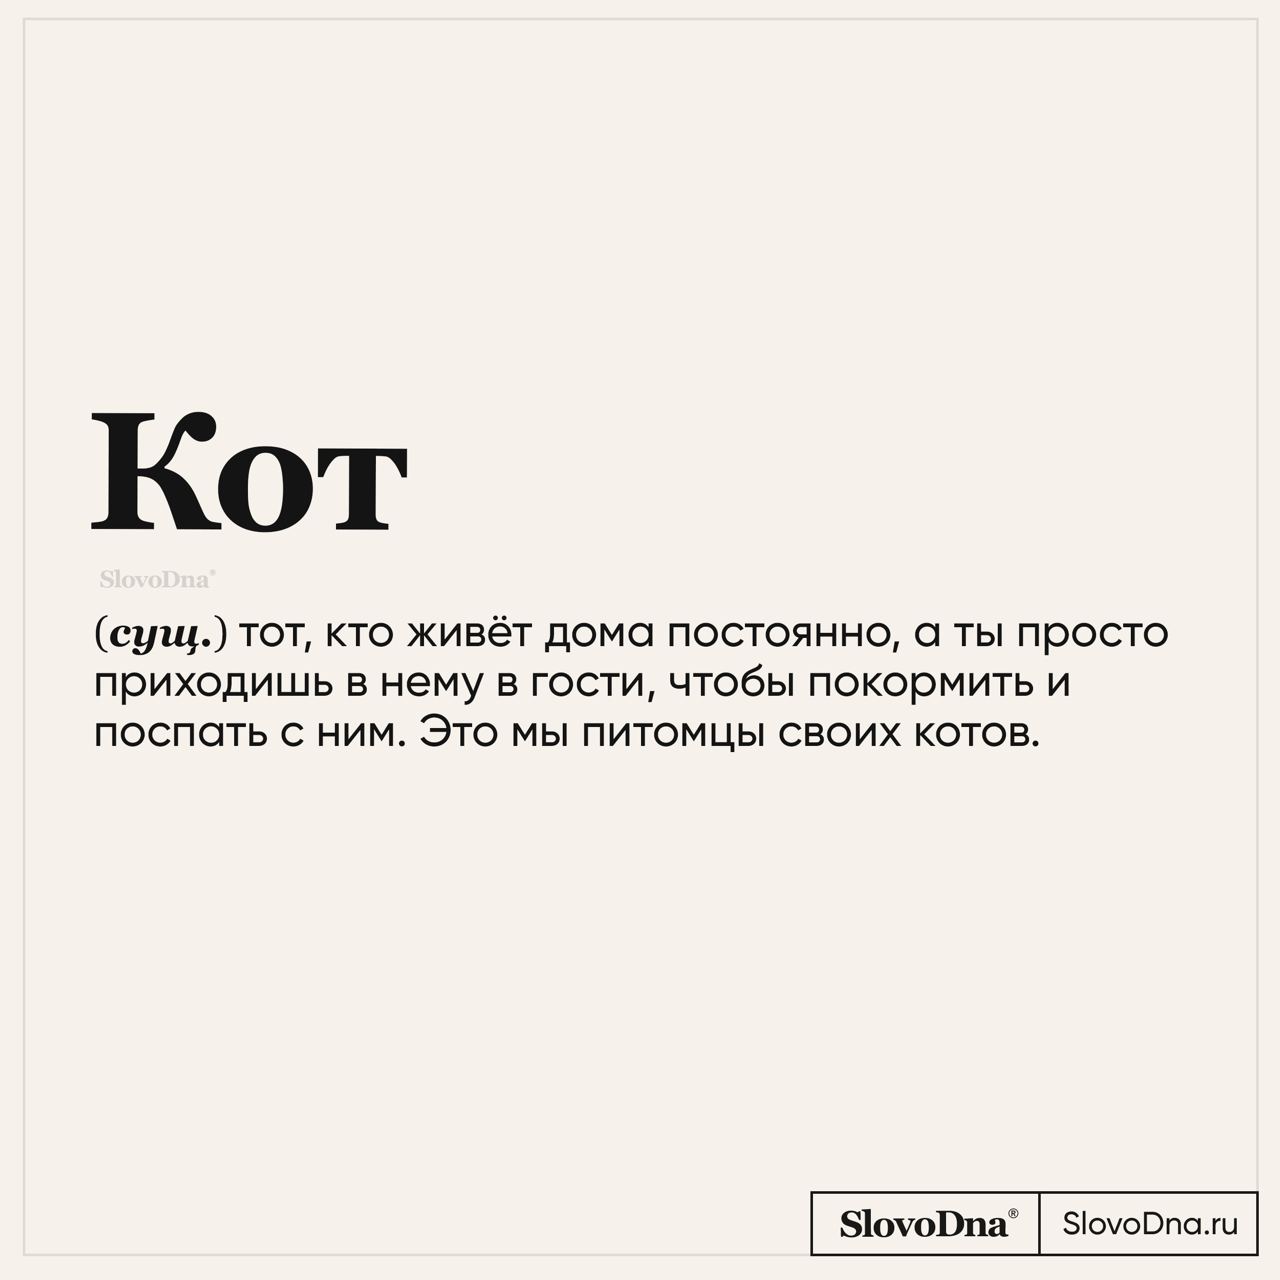 Кот
SlovoDna®
(сущ.) тот, кто живёт дома постоянно, а ты просто
приходишь в нему в гости, чтобы покормить и
поспать с ним. Это мы питомцы своих котов.
SlovoDna® SlovoDna.ru